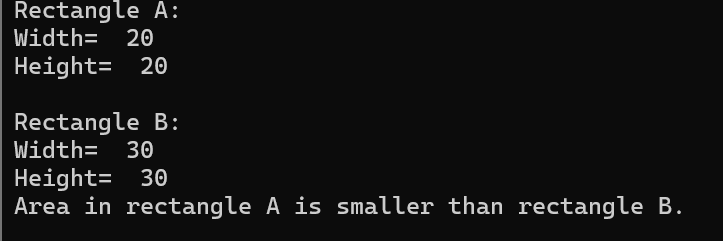 Rectangle A:
Width=  20
Height=  20

Rectangle B:
Width=  30
Height=  30
Area in rectangle A is smaller than rectangle B.